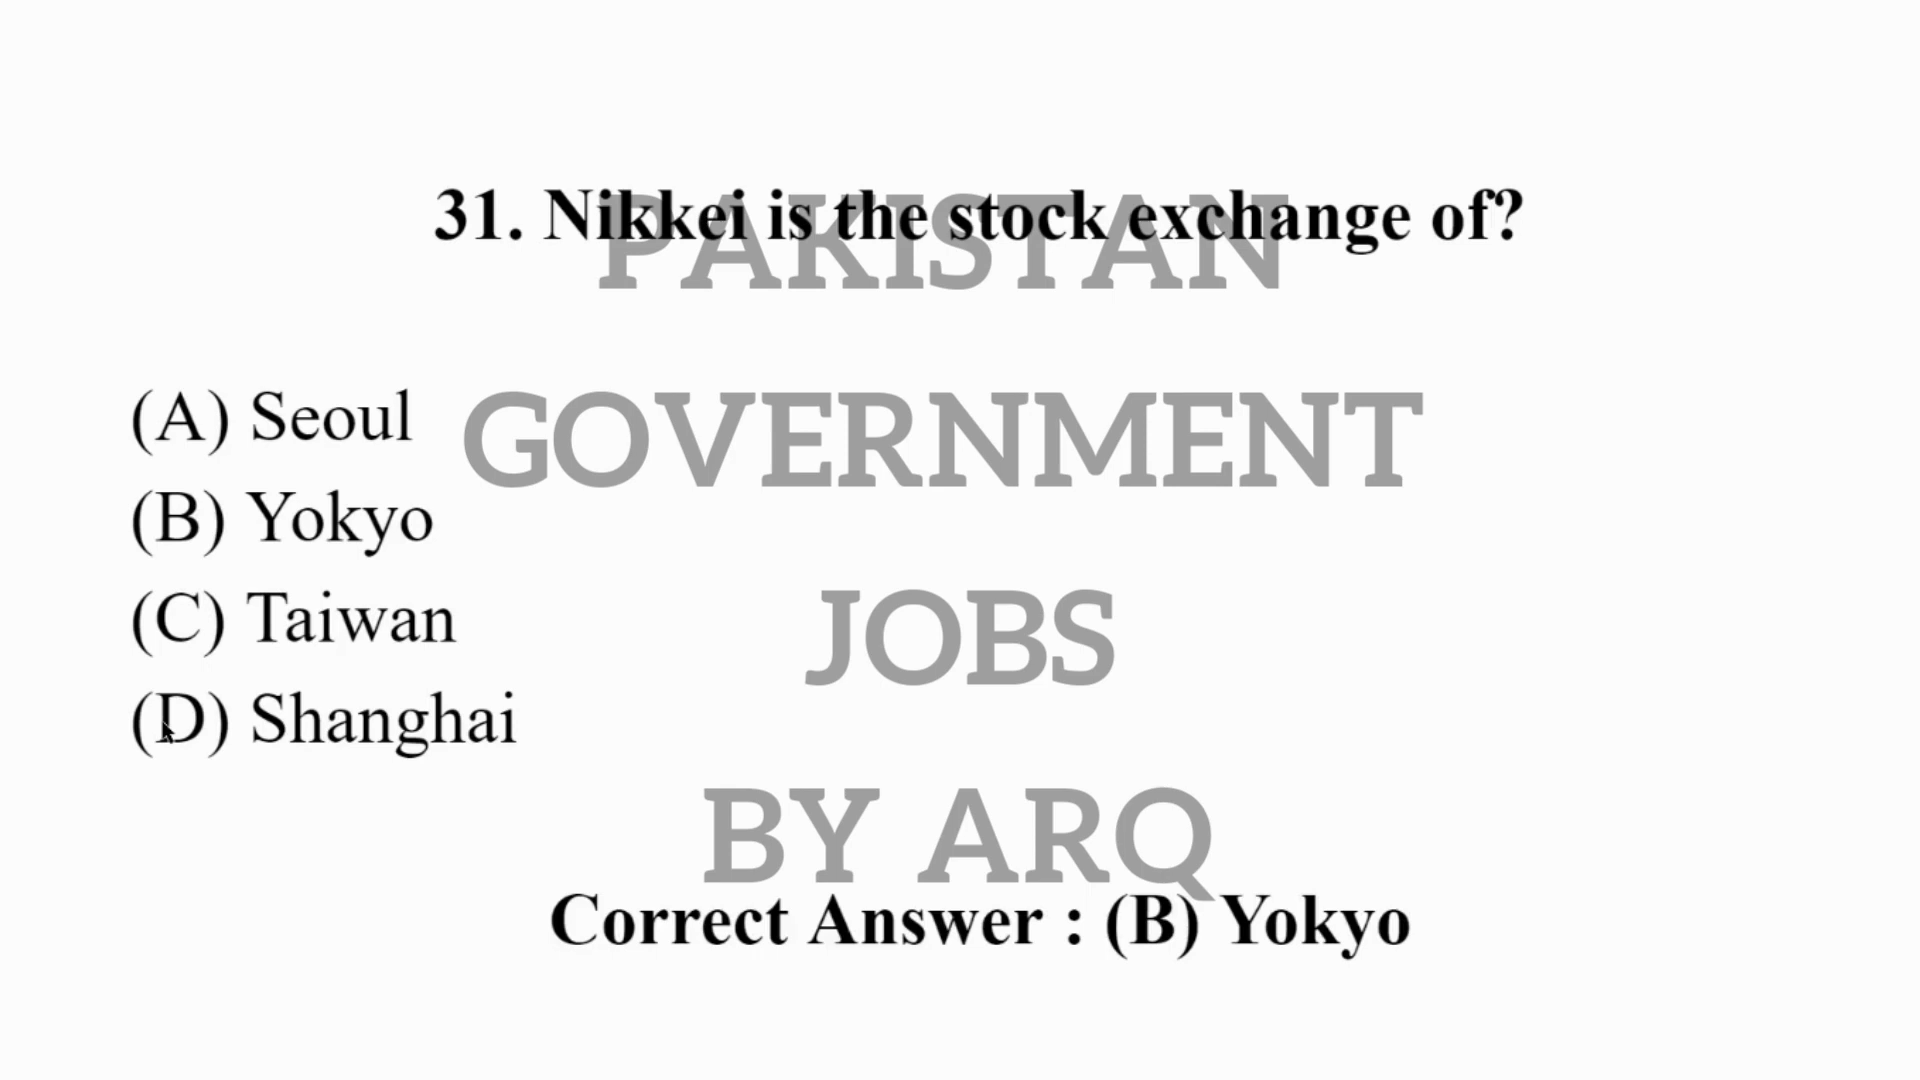 31. Nikkei is the stock exchange of?
PAKISTAN
(A) Seoul
GOVERNMENT
(B) Yokyo
(C) Taiwan
JOBS
(D) Shanghai
BY ARQ
Correct Answer : (B) Yokyo